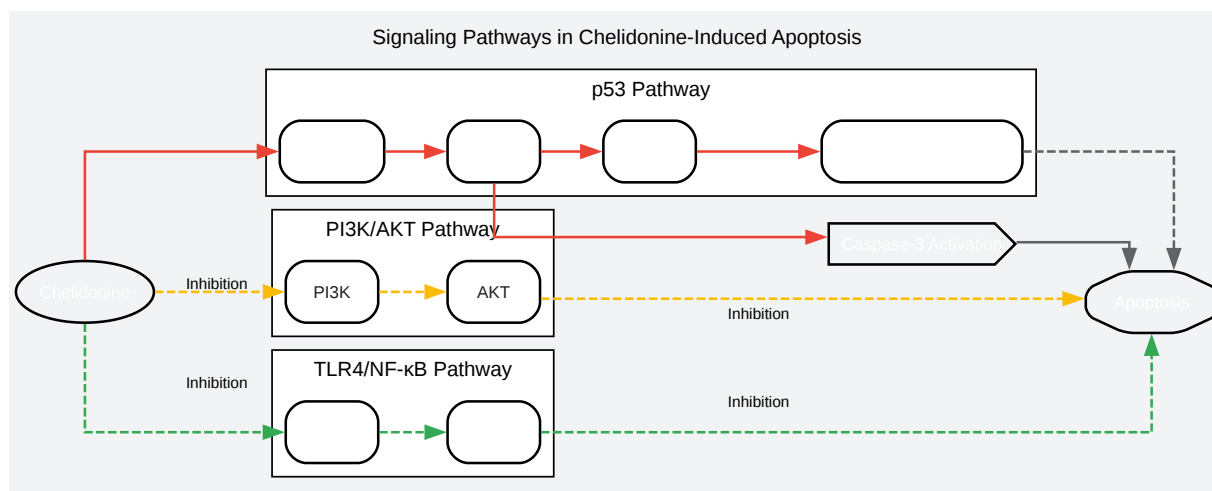 Signaling Pathways in Chelidonine-Induced Apoptosis
p53 Pathway
PI3K/AKT Pathway
Caspase-3 Activation
Chelidonine
Inhibition
PI3K
AKT
Apoptosis
Inhibition
TLR4/NF-κB Pathway
Inhibition
Inhibition